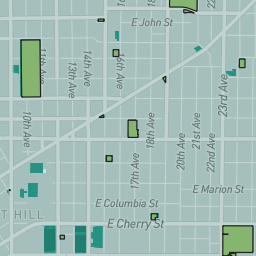 E John St
11th Ave
13th Ave
14th Ave
16th Ave
23rd Ave
10th Ave
18th Ave
20th Ave
21st Ave
22nd Ave
17th Ave
E Marion St
E Columbia St
T HILL
E Cherry St